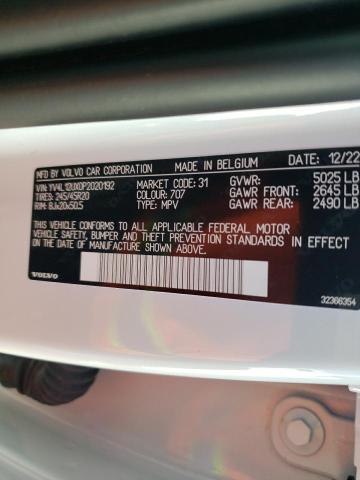 MFD BY VOLVO CAR CORPORATION MADE IN BELGIUM DATE: 12/22
VIN: YV4L12UX0P2020192 MARKET CODE: 31 GVWR: 5025 LB
TIRES: 245/45R20 COLOUR: 707 GAWR FRONT: 2645 LB
RIM: 8Jx20x50.5 TYPE: MPV GAWR REAR: 2490 LB
THIS VEHICLE CONFORMS TO ALL APPLICABLE FEDERAL MOTOR
VEHICLE SAFETY, BUMPER AND THEFT PREVENTION STANDARDS IN EFFECT
ON THE DATE OF MANUFACTURE SHOWN ABOVE.
VOLVO
32366354